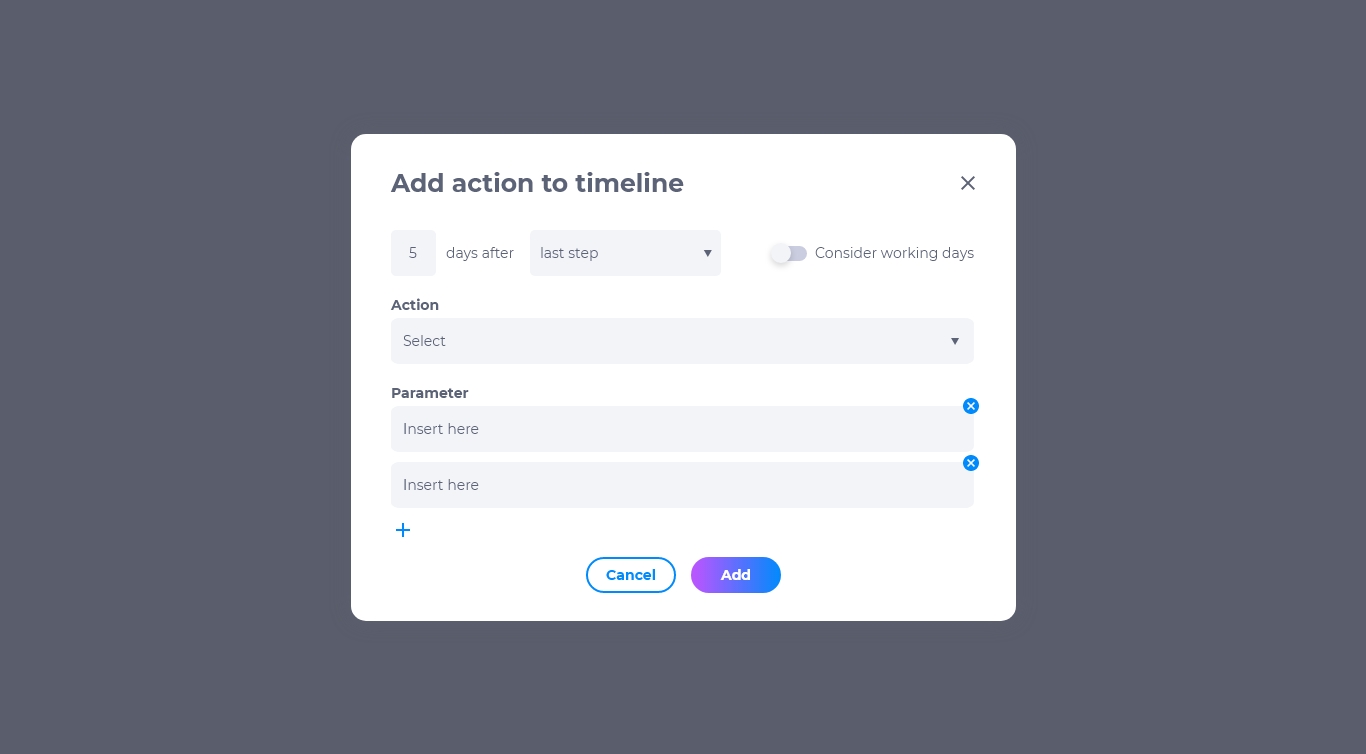 Add action to timeline
5 days after last step Consider working days
Action
Select
Parameter
Insert here
Insert here
Cancel Add